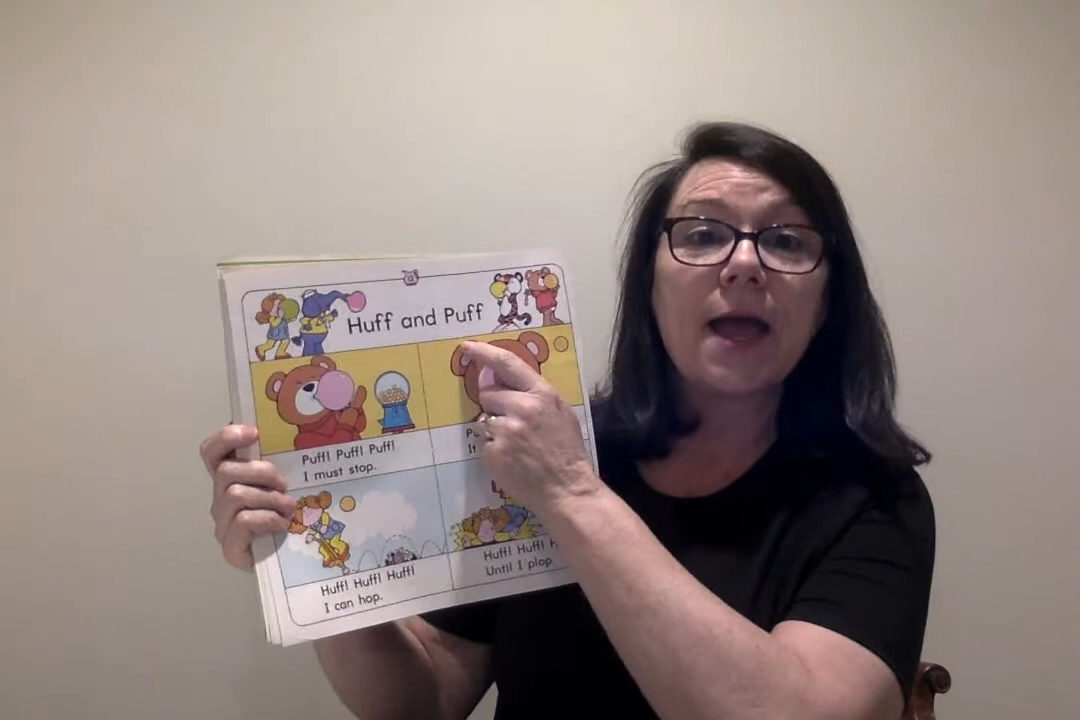 Huff and Puff
Puff! Puff! Puff!
I must stop.
Huff! Huff! Huff!
I can hop.
Huff! Huff!
Until I plop